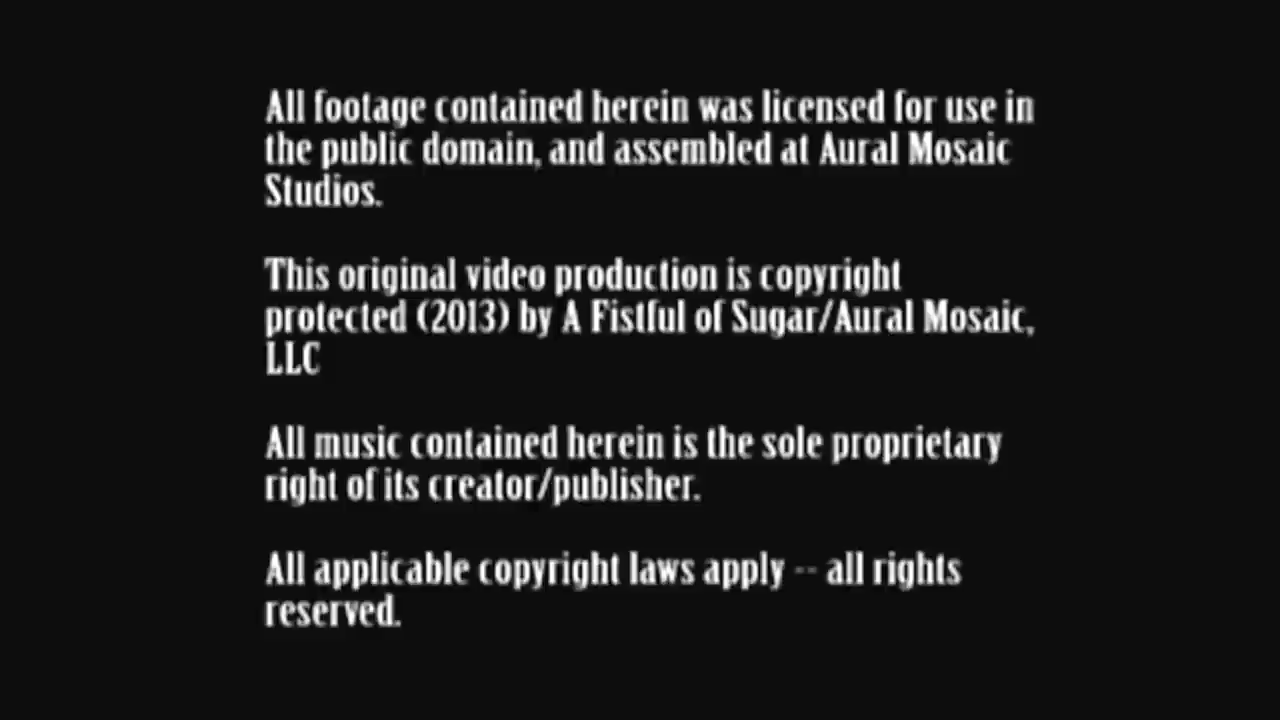 All footage contained herein was licensed for use in
the public domain, and assembled at Aural Mosaic
Studios.
This original video production is copyright
protected (2013) by A Fistful of Sugar/Aural Mosaic,
LLC
All music contained herein is the sole proprietary
right of its creator/publisher.
All applicable copyright laws apply -- all rights
reserved.